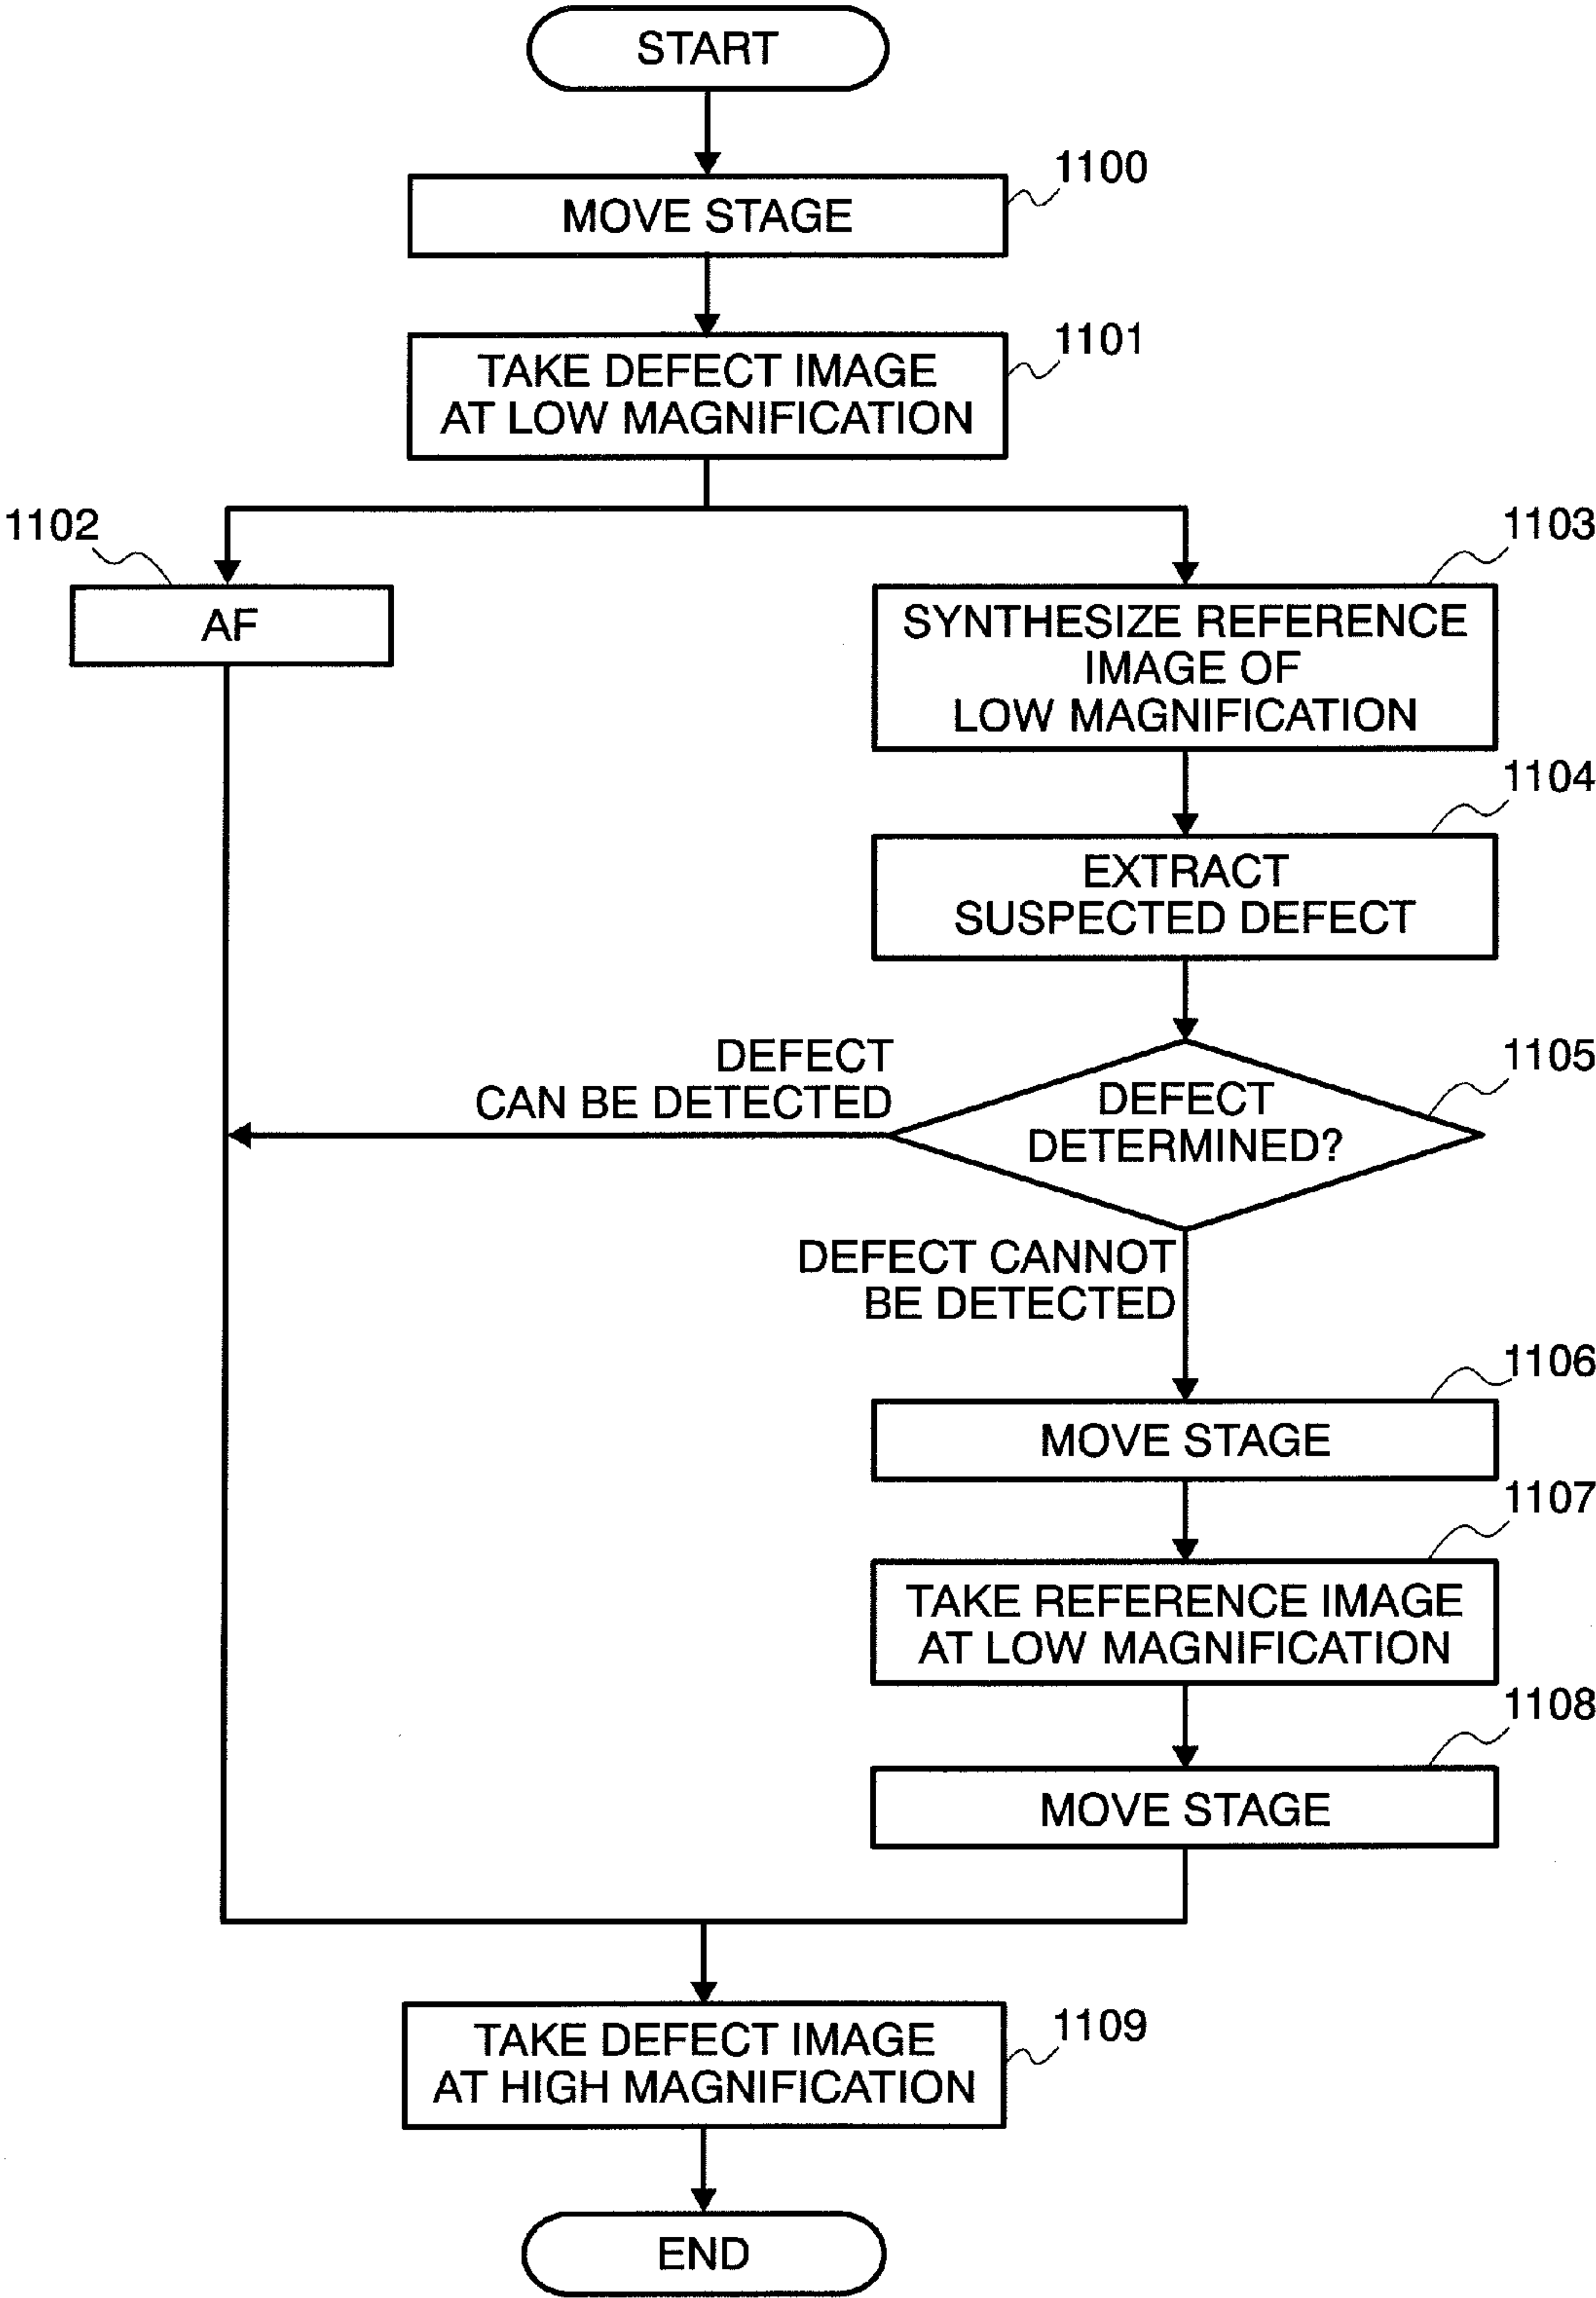 START
1100
MOVE STAGE
1101
TAKE DEFECT IMAGE
AT LOW MAGNIFICATION
1102
AF
1103
SYNTHESIZE REFERENCE
IMAGE OF
LOW MAGNIFICATION
1104
EXTRACT
SUSPECTED DEFECT
1105
DEFECT
DETERMINED?
DEFECT
CAN BE DETECTED
DEFECT CANNOT
BE DETECTED
1106
MOVE STAGE
1107
TAKE REFERENCE IMAGE
AT LOW MAGNIFICATION
1108
MOVE STAGE
1109
TAKE DEFECT IMAGE
AT HIGH MAGNIFICATION
END